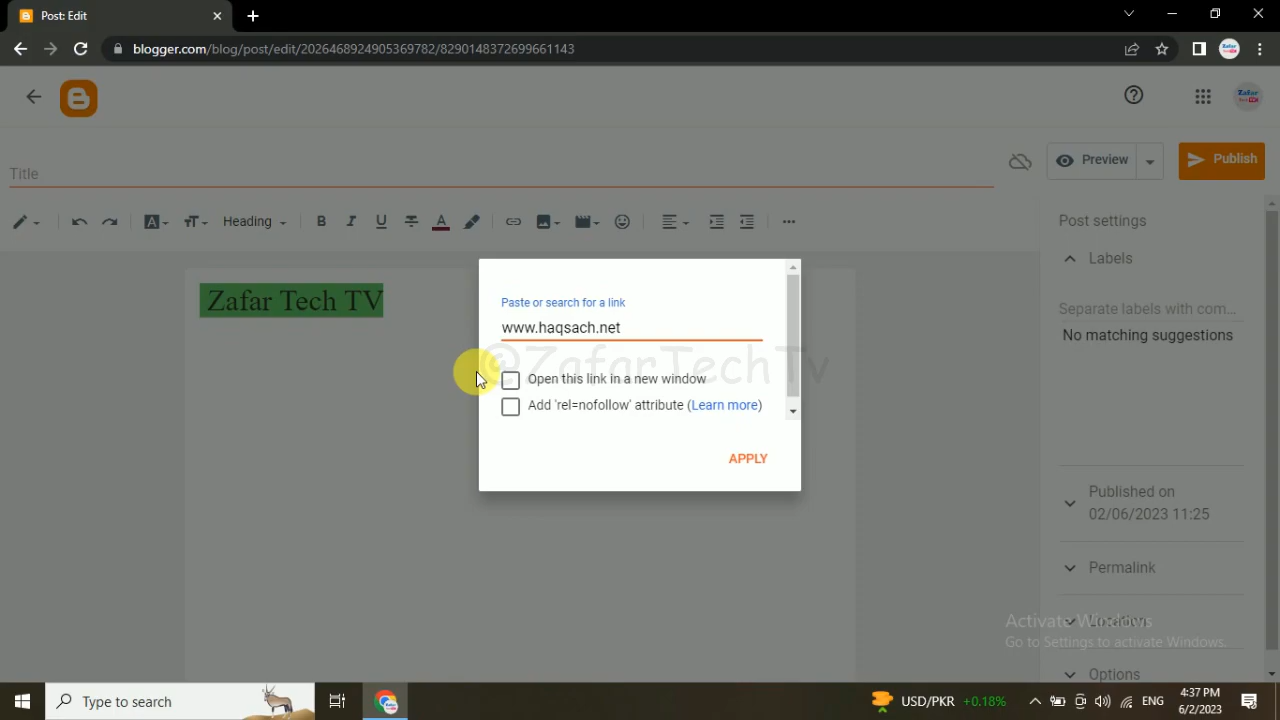 Post: Edit
blogger.com/blog/post/edit/2026468924905369782/8290148372699661143
Title
Preview
Publish
Heading
Post settings
Labels
Separate labels with com...
No matching suggestions
Zafar Tech TV
Paste or search for a link
www.haqsach.net
@ZafarTechTv
Open this link in a new window
Add 'rel=nofollow' attribute (Learn more)
APPLY
Published on
02/06/2023 11:25
Permalink
Location
Activate Windows
Go to Settings to activate Windows.
Options
Type to search
USD/PKR +0.18%
ENG
4:37 PM
6/2/2023